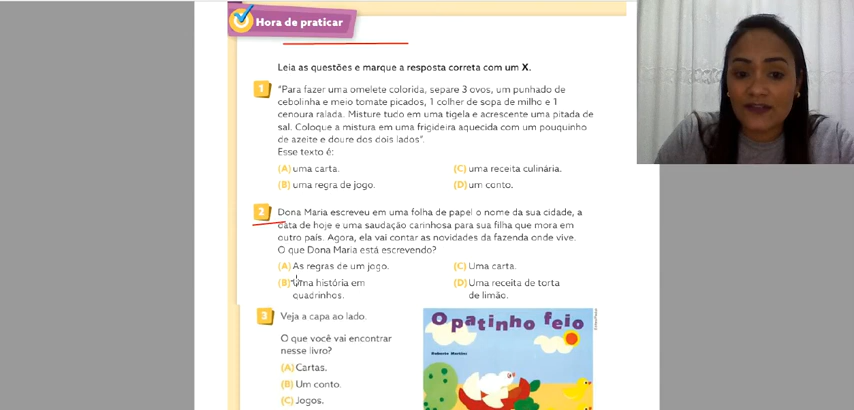 Hora de praticar
Leia as questões e marque a resposta correta com um X.
1
"Para fazer uma omelete colorida, separe 3 ovos, um punhado de
cebolinha e meio tomate picados, 1 colher de sopa de milho e 1
cenoura ralada. Misture tudo em uma tigela e acrescente uma pitada de
sal. Coloque a mistura em uma frigideira aquecida com um pouquinho
de azeite e doure dos dois lados".
Esse texto é:
(A) uma carta.
(B) uma regra de jogo.
(C) uma receita culinária.
(D) um conto.
2
Dona Maria escreveu em uma folha de papel o nome da sua cidade, a
data de hoje e uma saudação carinhosa para sua filha que mora em
outro país. Agora, ela vai contar as novidades da fazenda onde vive.
O que Dona Maria está escrevendo?
(A) As regras de um jogo.
(B) Uma história em
quadrinhos.
(C) Uma carta.
(D) Uma receita de torta
de limão.
3
Veja a capa ao lado.
O que você vai encontrar
nesse livro?
(A) Cartas.
(B) Um conto.
(C) Jogos.
O patinho feio
Roberto Martins